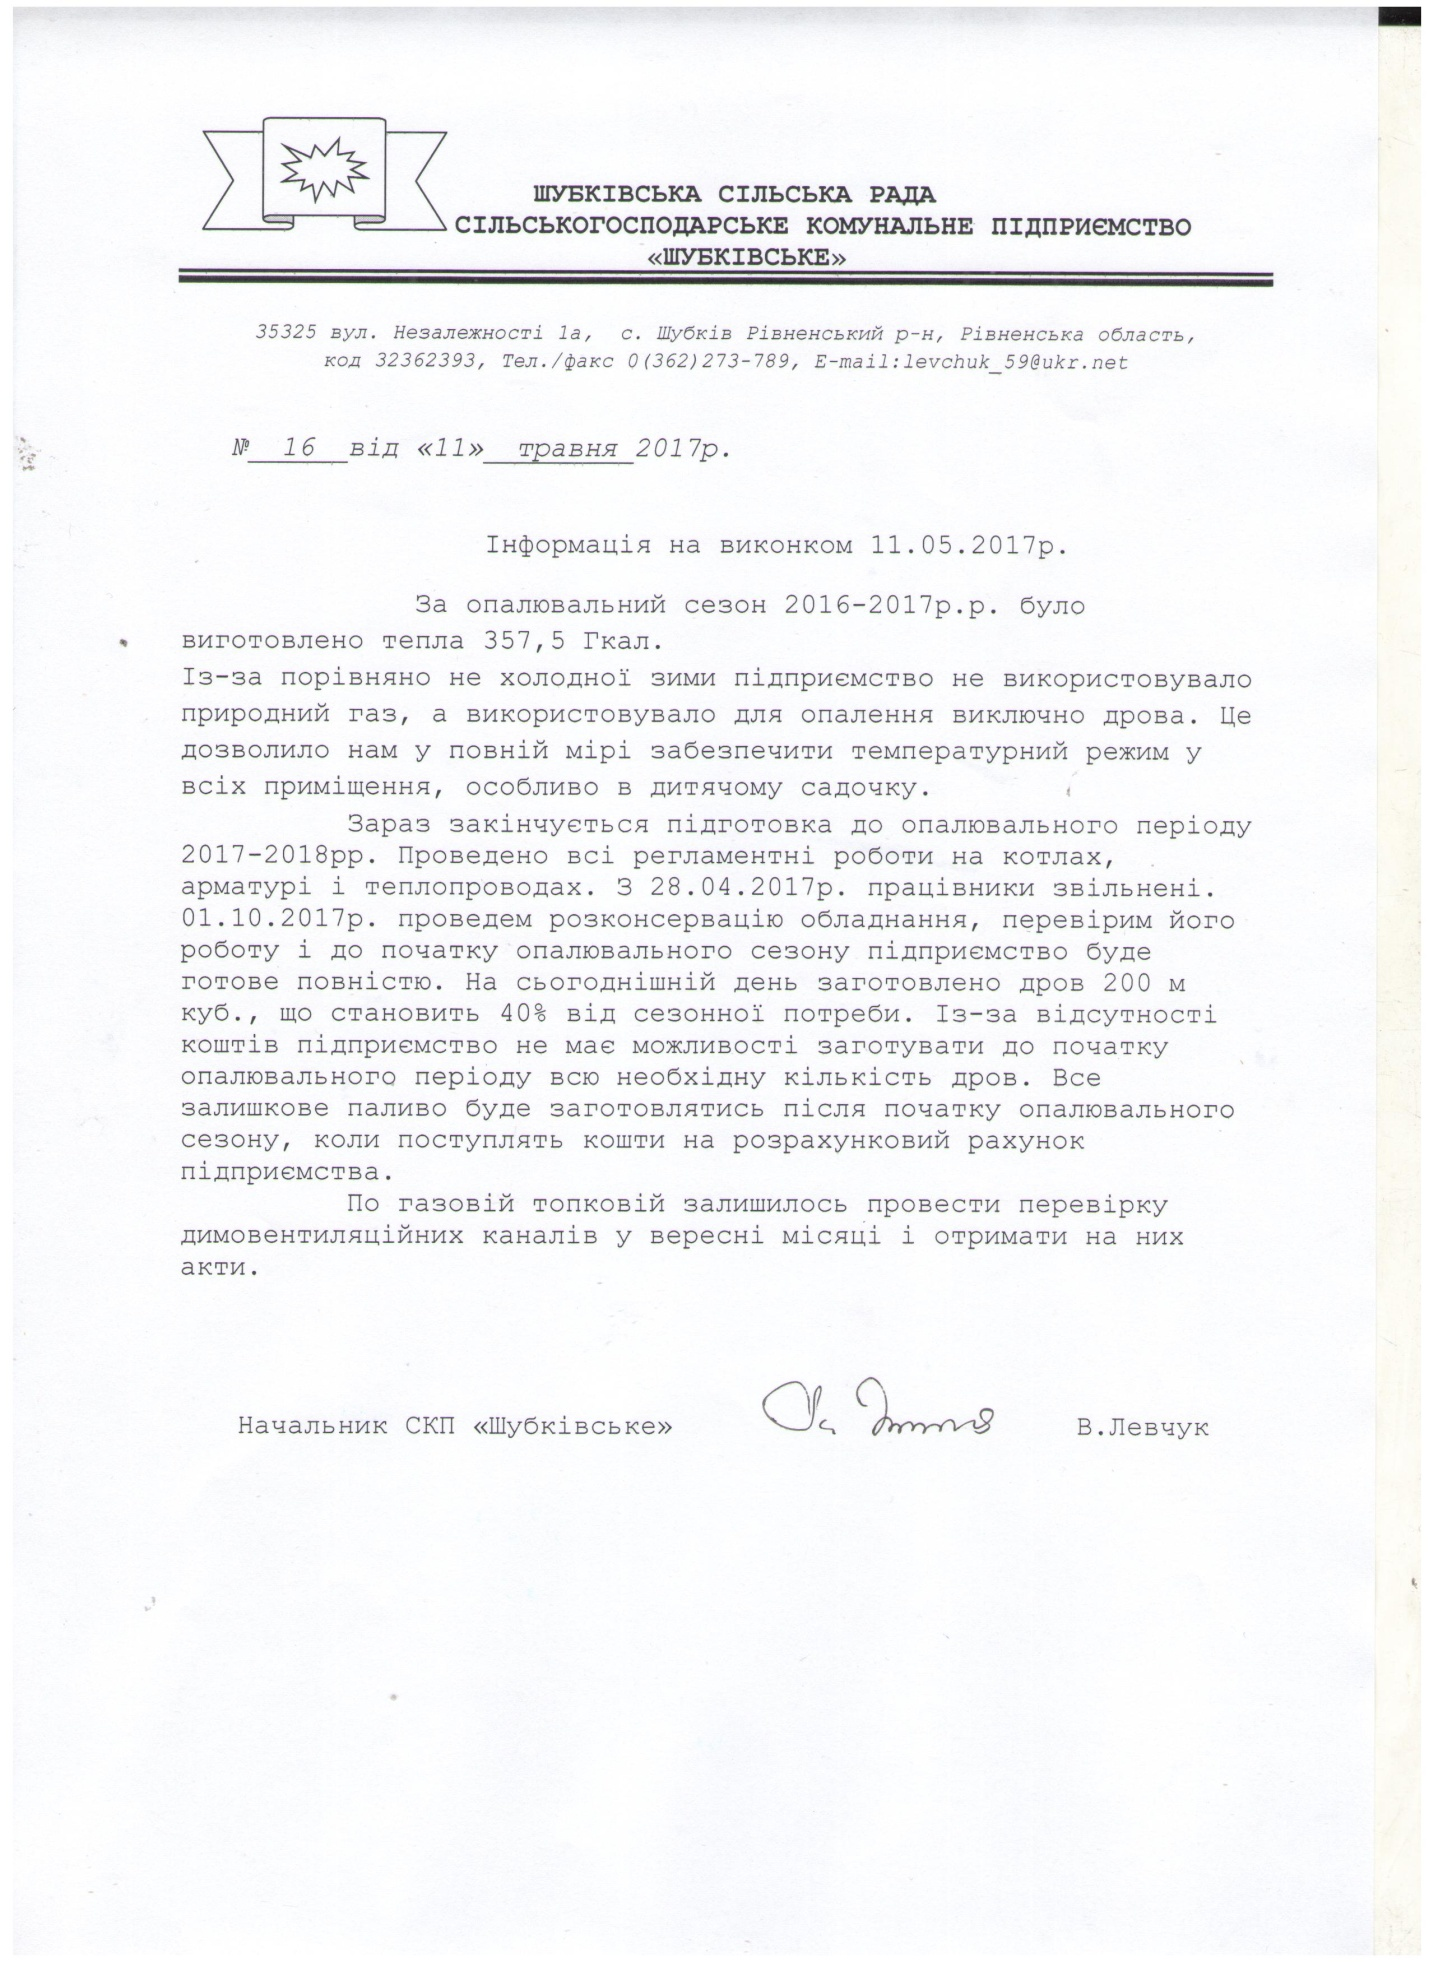 ШУБКІВСЬКА СІЛЬСЬКА РАДА
СІЛЬСЬКОГОСПОДАРСЬКЕ КОМУНАЛЬНЕ ПІДПРИЄМСТВО
«ШУБКІВСЬКЕ»
35325 вул. Незалежності 1а, с. Шубків Рівненський р-н, Рівненська область,
код 32362393, Тел./факс 0(362)273-789, E-mail:levchuk_59@ukr.net
№ 16 від «11» травня 2017р.
Інформація на виконком 11.05.2017р.
За опалювальний сезон 2016-2017р.р. було
виготовлено тепла 357,5 Гкал.
Із-за порівняно не холодної зими підприємство не використовувало
природний газ, а використовувало для опалення виключно дрова. Це
дозволило нам у повній мірі забезпечити температурний режим у
всіх приміщення, особливо в дитячому садочку.
Зараз закінчується підготовка до опалювального періоду
2017-2018рр. Проведено всі регламентні роботи на котлах,
арматурі і теплопроводах. З 28.04.2017р. працівники звільнені.
01.10.2017р. проведем розконсервацію обладнання, перевірим його
роботу і до початку опалювального сезону підприємство буде
готове повністю. На сьогоднішній день заготовлено дров 200 м
куб., що становить 40% від сезонної потреби. Із-за відсутності
коштів підприємство не має можливості заготувати до початку
опалювального періоду всю необхідну кількість дров. Все
залишкове паливо буде заготовлятись після початку опалювального
сезону, коли поступлять кошти на розрахунковий рахунок
підприємства.
По газовій топковій залишилось провести перевірку
димовентиляційних каналів у вересні місяці і отримати на них
акти.
Начальник СКП «Шубківське» В.Левчук